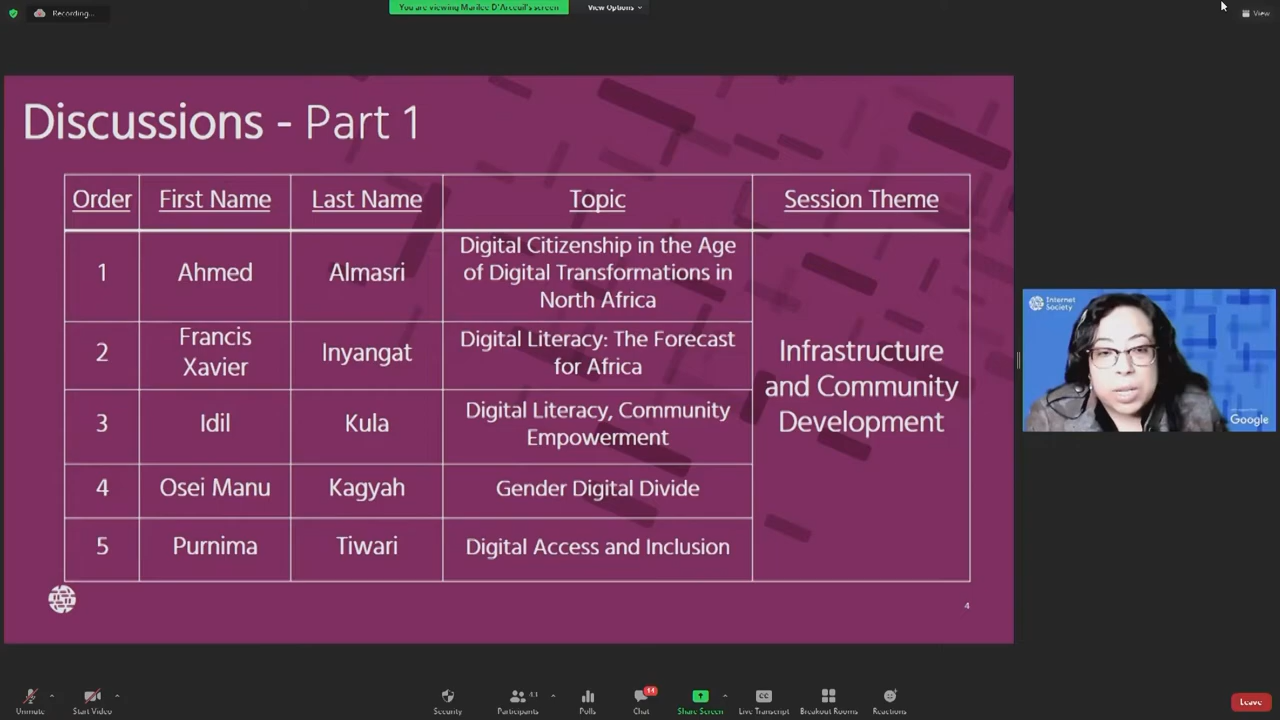 Recording...
You are viewing Marilee D'Arceuil's screen
View Options
View
Discussions - Part 1
Order First Name Last Name Topic Session Theme
1 Ahmed Almasri Digital Citizenship in the Age
of Digital Transformations in
North Africa
2 Francis
Xavier Inyangat Digital Literacy: The Forecast
for Africa
3 Idil Kula Digital Literacy, Community
Empowerment
4 Osei Manu Kagyah Gender Digital Divide
5 Purnima Tiwari Digital Access and Inclusion
Infrastructure
and Community
Development
4
Internet
Society
Google
Unmute
Start Video
Security
Participants
41
Polls
Chat
14
Share Screen
Live Transcript
Breakout Rooms
Reactions
Leave